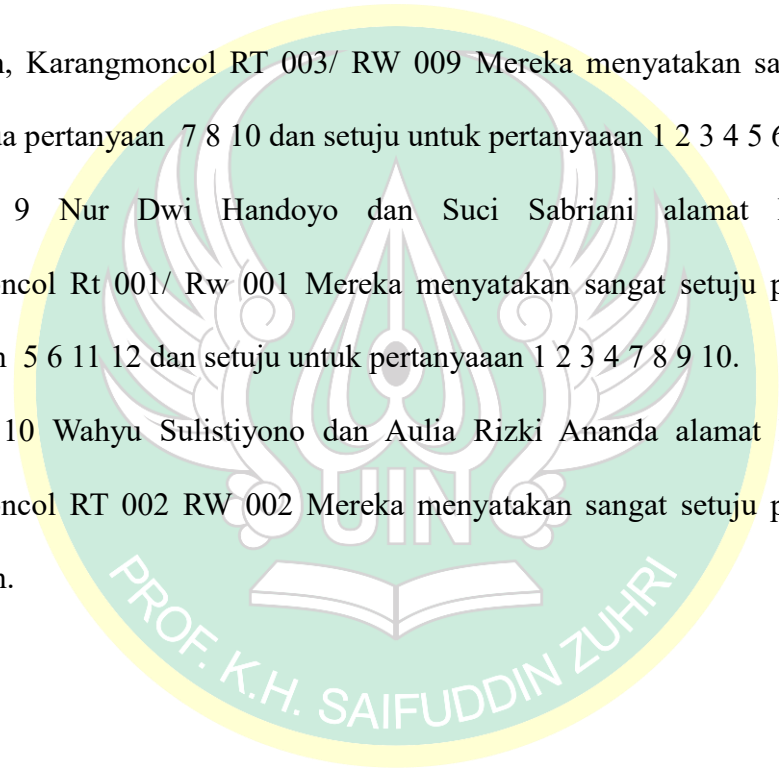 , Karangmoncol RT 003/ RW 009 Mereka menyatakan
pertanyaan 7 8 10 dan setuju untuk pertanyaaan 1 2 3 4 5 6
9 Nur Dwi Handoyo dan Suci Sabriani alamat
Rt 001/ Rw 001 Mereka menyatakan sangat setuju
5 6 11 12 dan setuju untuk pertanyaaan 1 2 3 4 7 8 9 10.
10 Wahyu Sulistiyono dan Aulia Rizki Ananda alamat
RT 002 RW 002 Mereka menyatakan sangat setuju
UIN
PROF. K.H. SAIFUDDIN ZUHRI